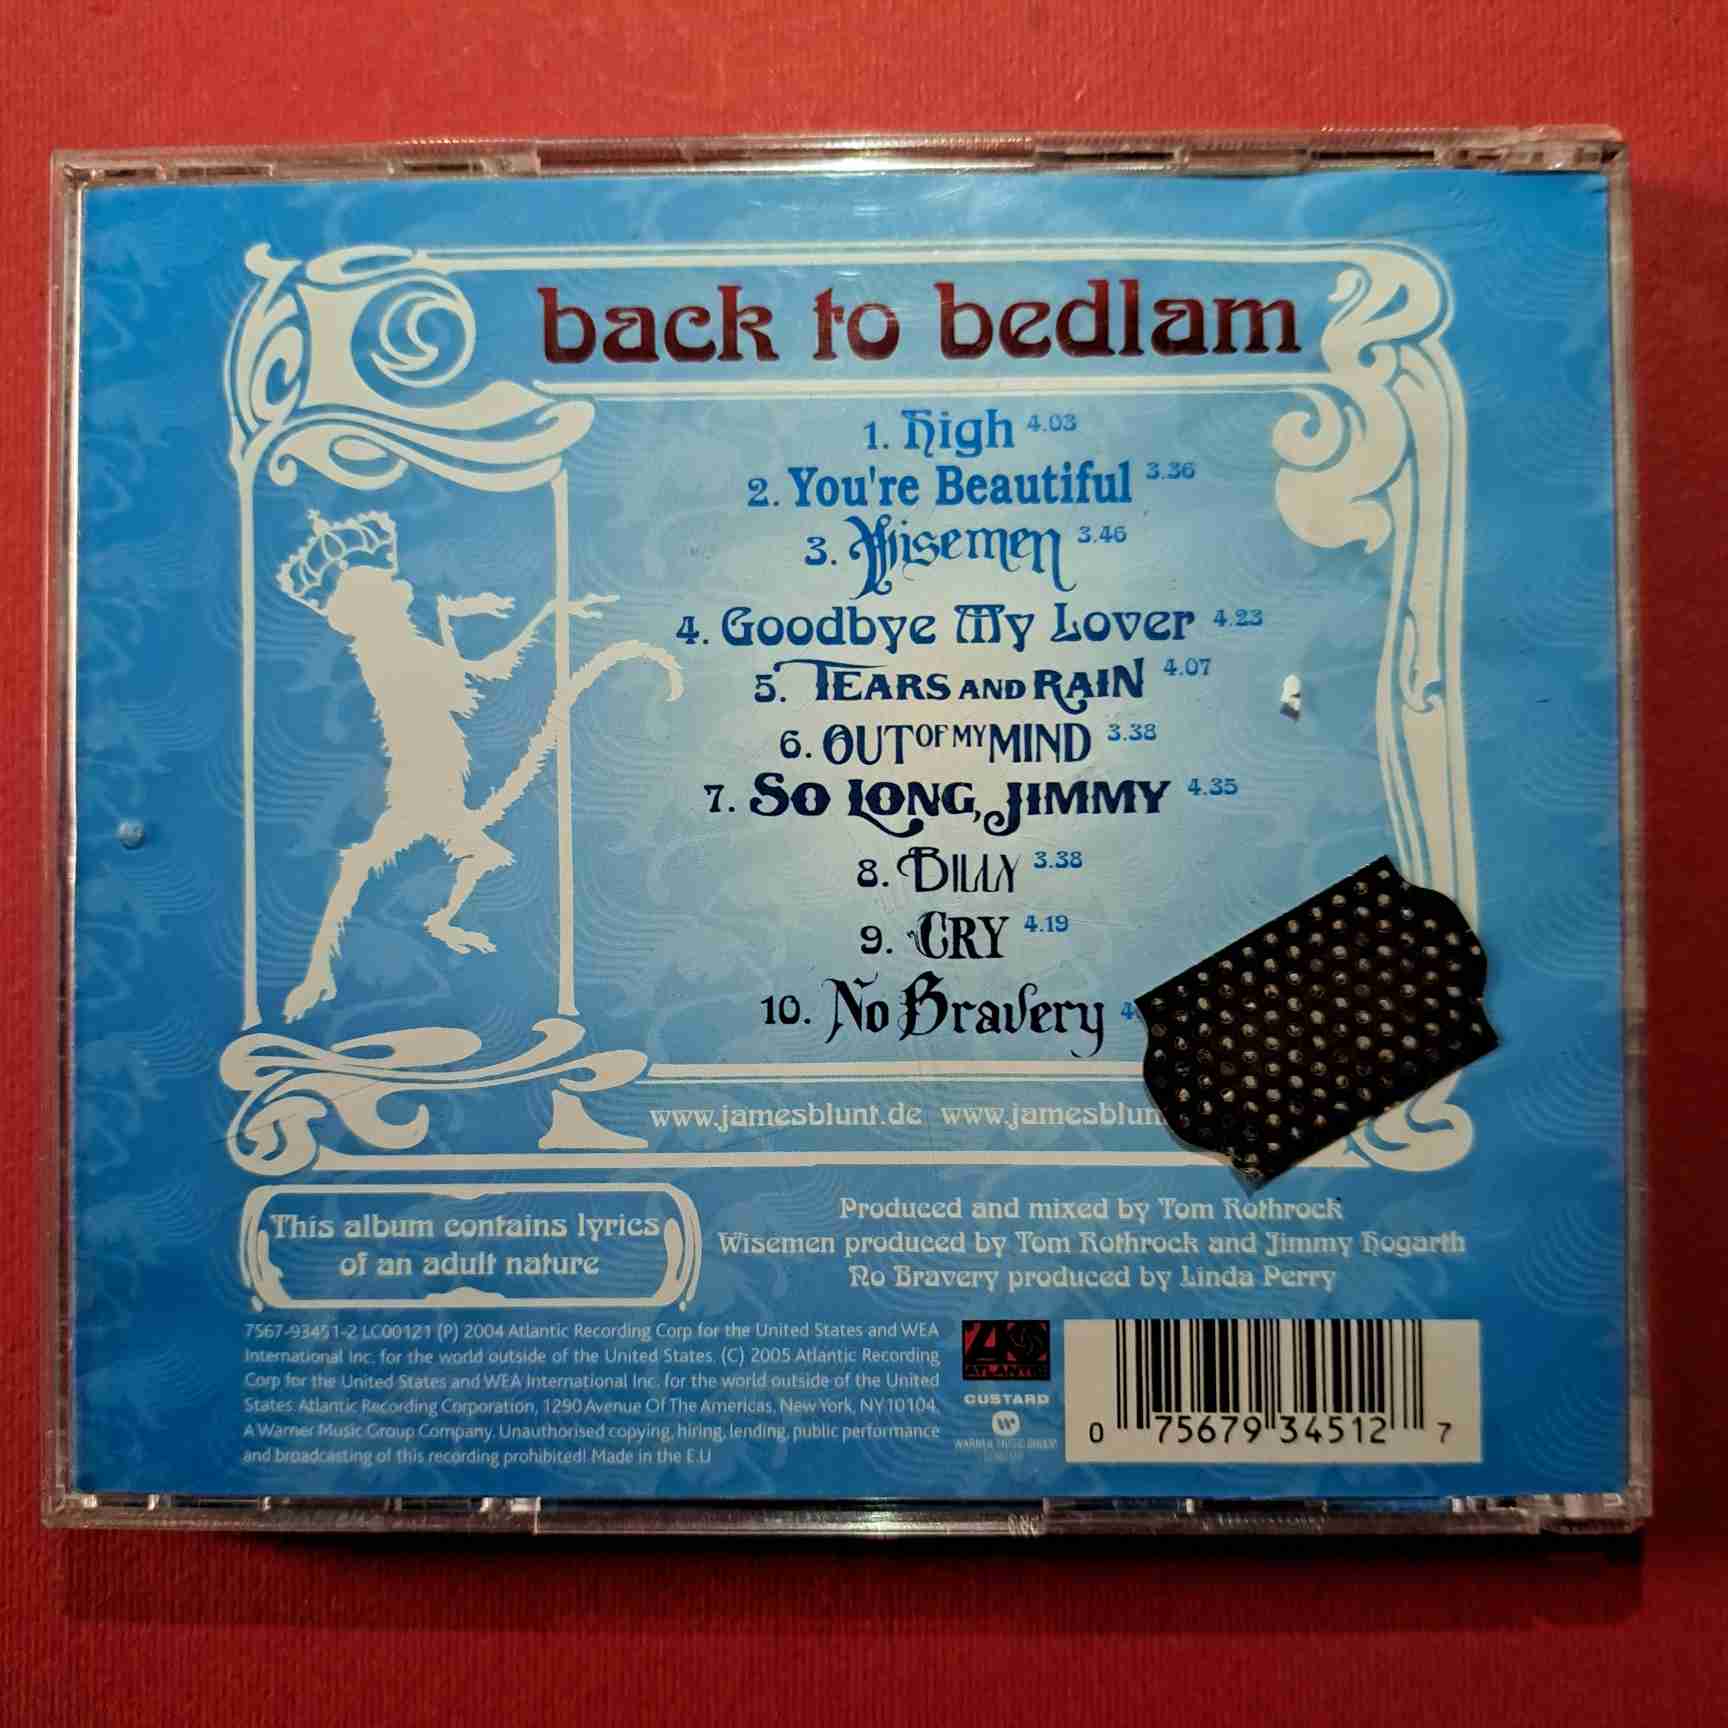 back to bedlam
1. High 4.03
2. You're Beautiful 3.36
3. Wisemen 3.46
4. Goodbye My Lover 4.23
5. TEARS AND RAIN 4.07
6. OUT OF MY MIND 3.38
7. SO LONG, JIMMY 4.35
8. BILLY 3.38
9. CRY 4.19
10. No Bravery
www.jamesblunt.de www.jamesblun
This album contains lyrics
of an adult nature
Produced and mixed by Tom Rothrock
Wisemen produced by Tom Rothrock and Jimmy Hogarth
No Bravery produced by Linda Perry
7567-93451-2 LC00121 (P) 2004 Atlantic Recording Corp for the United States and WEA
International Inc. for the world outside of the United States. (C) 2005 Atlantic Recording
Corp for the United States and WEA International Inc. for the world outside of the United
States. Atlantic Recording Corporation, 1290 Avenue Of The Americas, New York, NY 10104.
A Warner Music Group Company. Unauthorised copying, hiring, lending, public performance
and broadcasting of this recording prohibited! Made in the E.U
ATLANTIC
CUSTARD
WARNER MUSIC GROUP
0 75679 34512 7